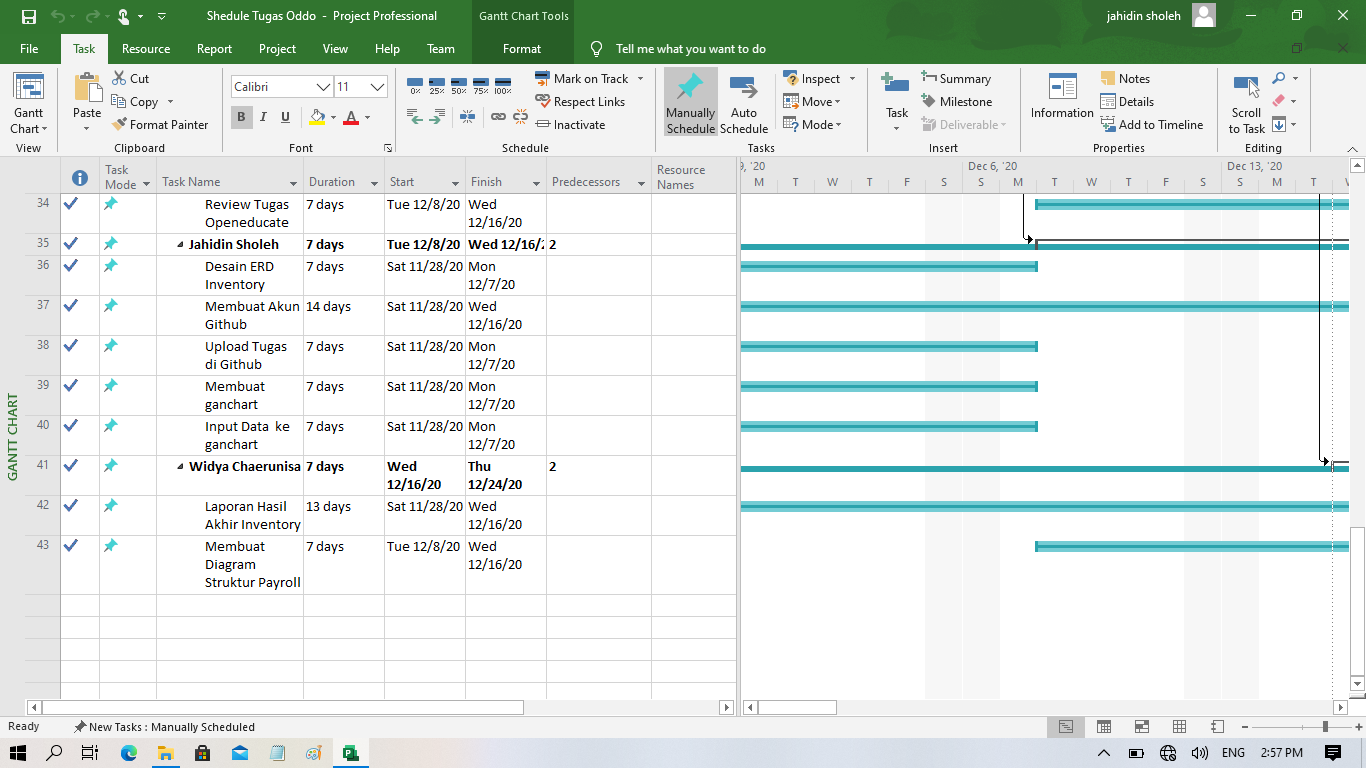 Shedule Tugas Oddo - Project Professional
Gantt Chart Tools
jahidin sholeh
File Task Resource Report Project View Help Team Format Tell me what you want to do
Gantt Chart
View
Paste
Cut
Copy
Format Painter
Clipboard
Calibri 11
B I U A
Font
0% 25% 50% 75% 100%
Mark on Track
Respect Links
Inactivate
Schedule
Manually Schedule
Auto Schedule
Inspect
Move
Mode
Tasks
Task
Summary
Milestone
Deliverable
Insert
Information
Notes
Details
Add to Timeline
Properties
Scroll to Task
Editing
GANTT CHART
Task Mode Task Name Duration Start Finish Predecessors Resource Names
9, '20 Dec 6, '20 Dec 13, '20
M T W T F S S M T W T F S S M T W
34 Review Tugas Openeducate 7 days Tue 12/8/20 Wed 12/16/20
35 Jahidin Sholeh 7 days Tue 12/8/20 Wed 12/16/2 2
36 Desain ERD Inventory 7 days Sat 11/28/20 Mon 12/7/20
37 Membuat Akun Github 14 days Sat 11/28/20 Wed 12/16/20
38 Upload Tugas di Github 7 days Sat 11/28/20 Mon 12/7/20
39 Membuat ganchart 7 days Sat 11/28/20 Mon 12/7/20
40 Input Data ke ganchart 7 days Sat 11/28/20 Mon 12/7/20
41 Widya Chaerunisa 7 days Wed 12/16/20 Thu 12/24/20 2
42 Laporan Hasil Akhir Inventory 13 days Sat 11/28/20 Wed 12/16/20
43 Membuat Diagram Struktur Payroll 7 days Tue 12/8/20 Wed 12/16/20
Ready New Tasks : Manually Scheduled
ENG 2:57 PM